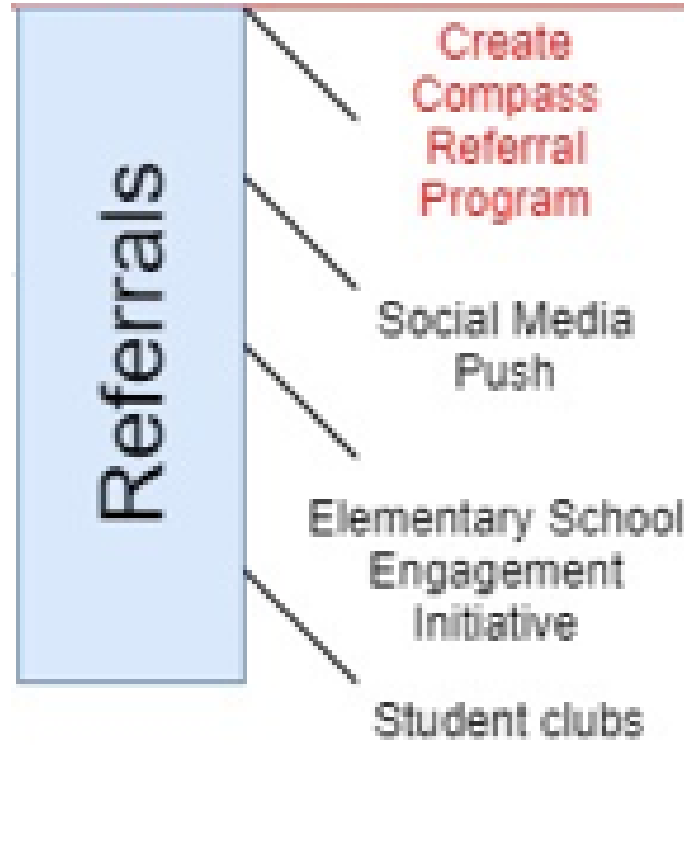 Referrals
Create
Compass
Referral
Program
Social Media
Push
Elementary School
Engagement
Initiative
Student clubs